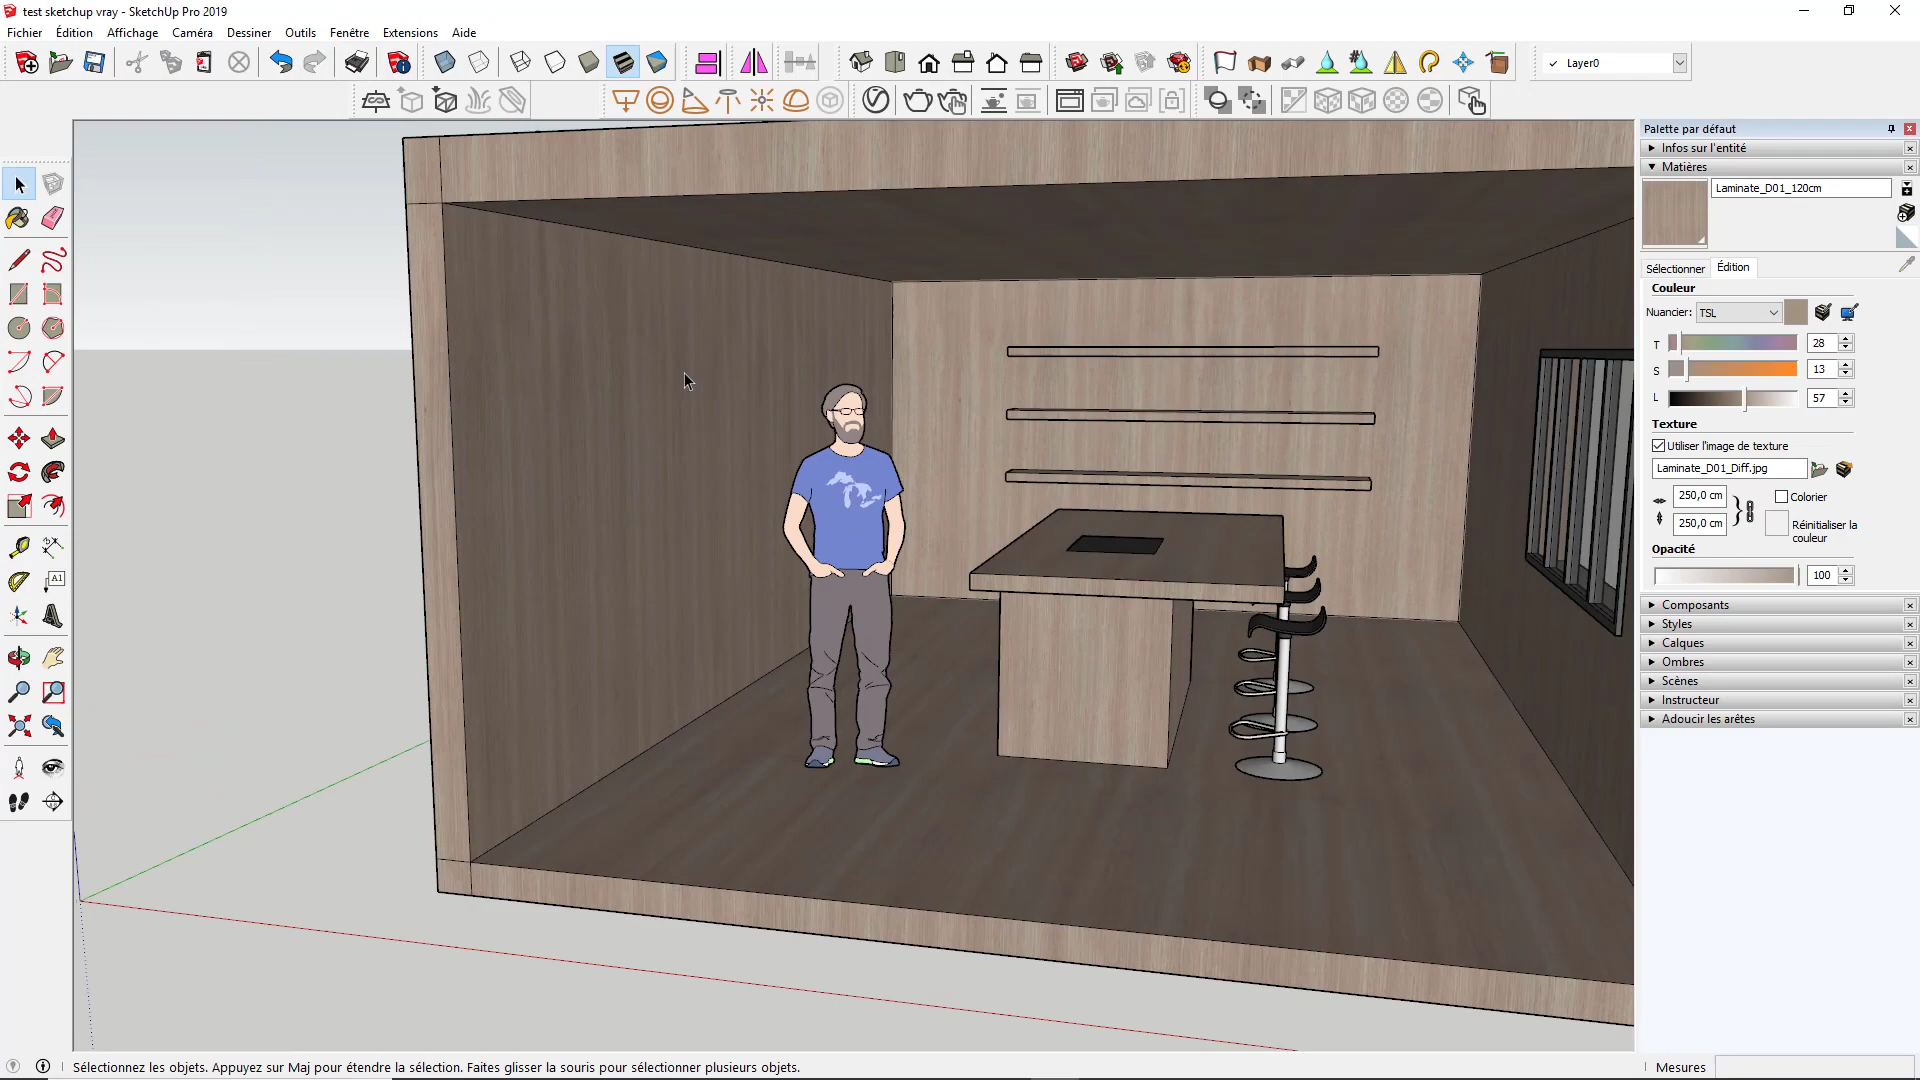 test sketchup vray - SketchUp Pro 2019
Fichier Édition Affichage Caméra Dessiner Outils Fenêtre Extensions Aide
Layer0
Palette par défaut
Infos sur l'entité
Matières
Laminate_D01_120cm
Sélectionner Édition
Couleur
Nuancier: TSL
T 28
S 13
L 57
Texture
Utiliser l'image de texture
Laminate_D01_Diff.jpg
250,0 cm Colorier
250,0 cm Réinitialiser la
couleur
Opacité
100
Composants
Styles
Calques
Ombres
Scènes
Instructeur
Adoucir les arêtes
A1
Sélectionnez les objets. Appuyez sur Maj pour étendre la sélection. Faites glisser la souris pour sélectionner plusieurs objets.
Mesures